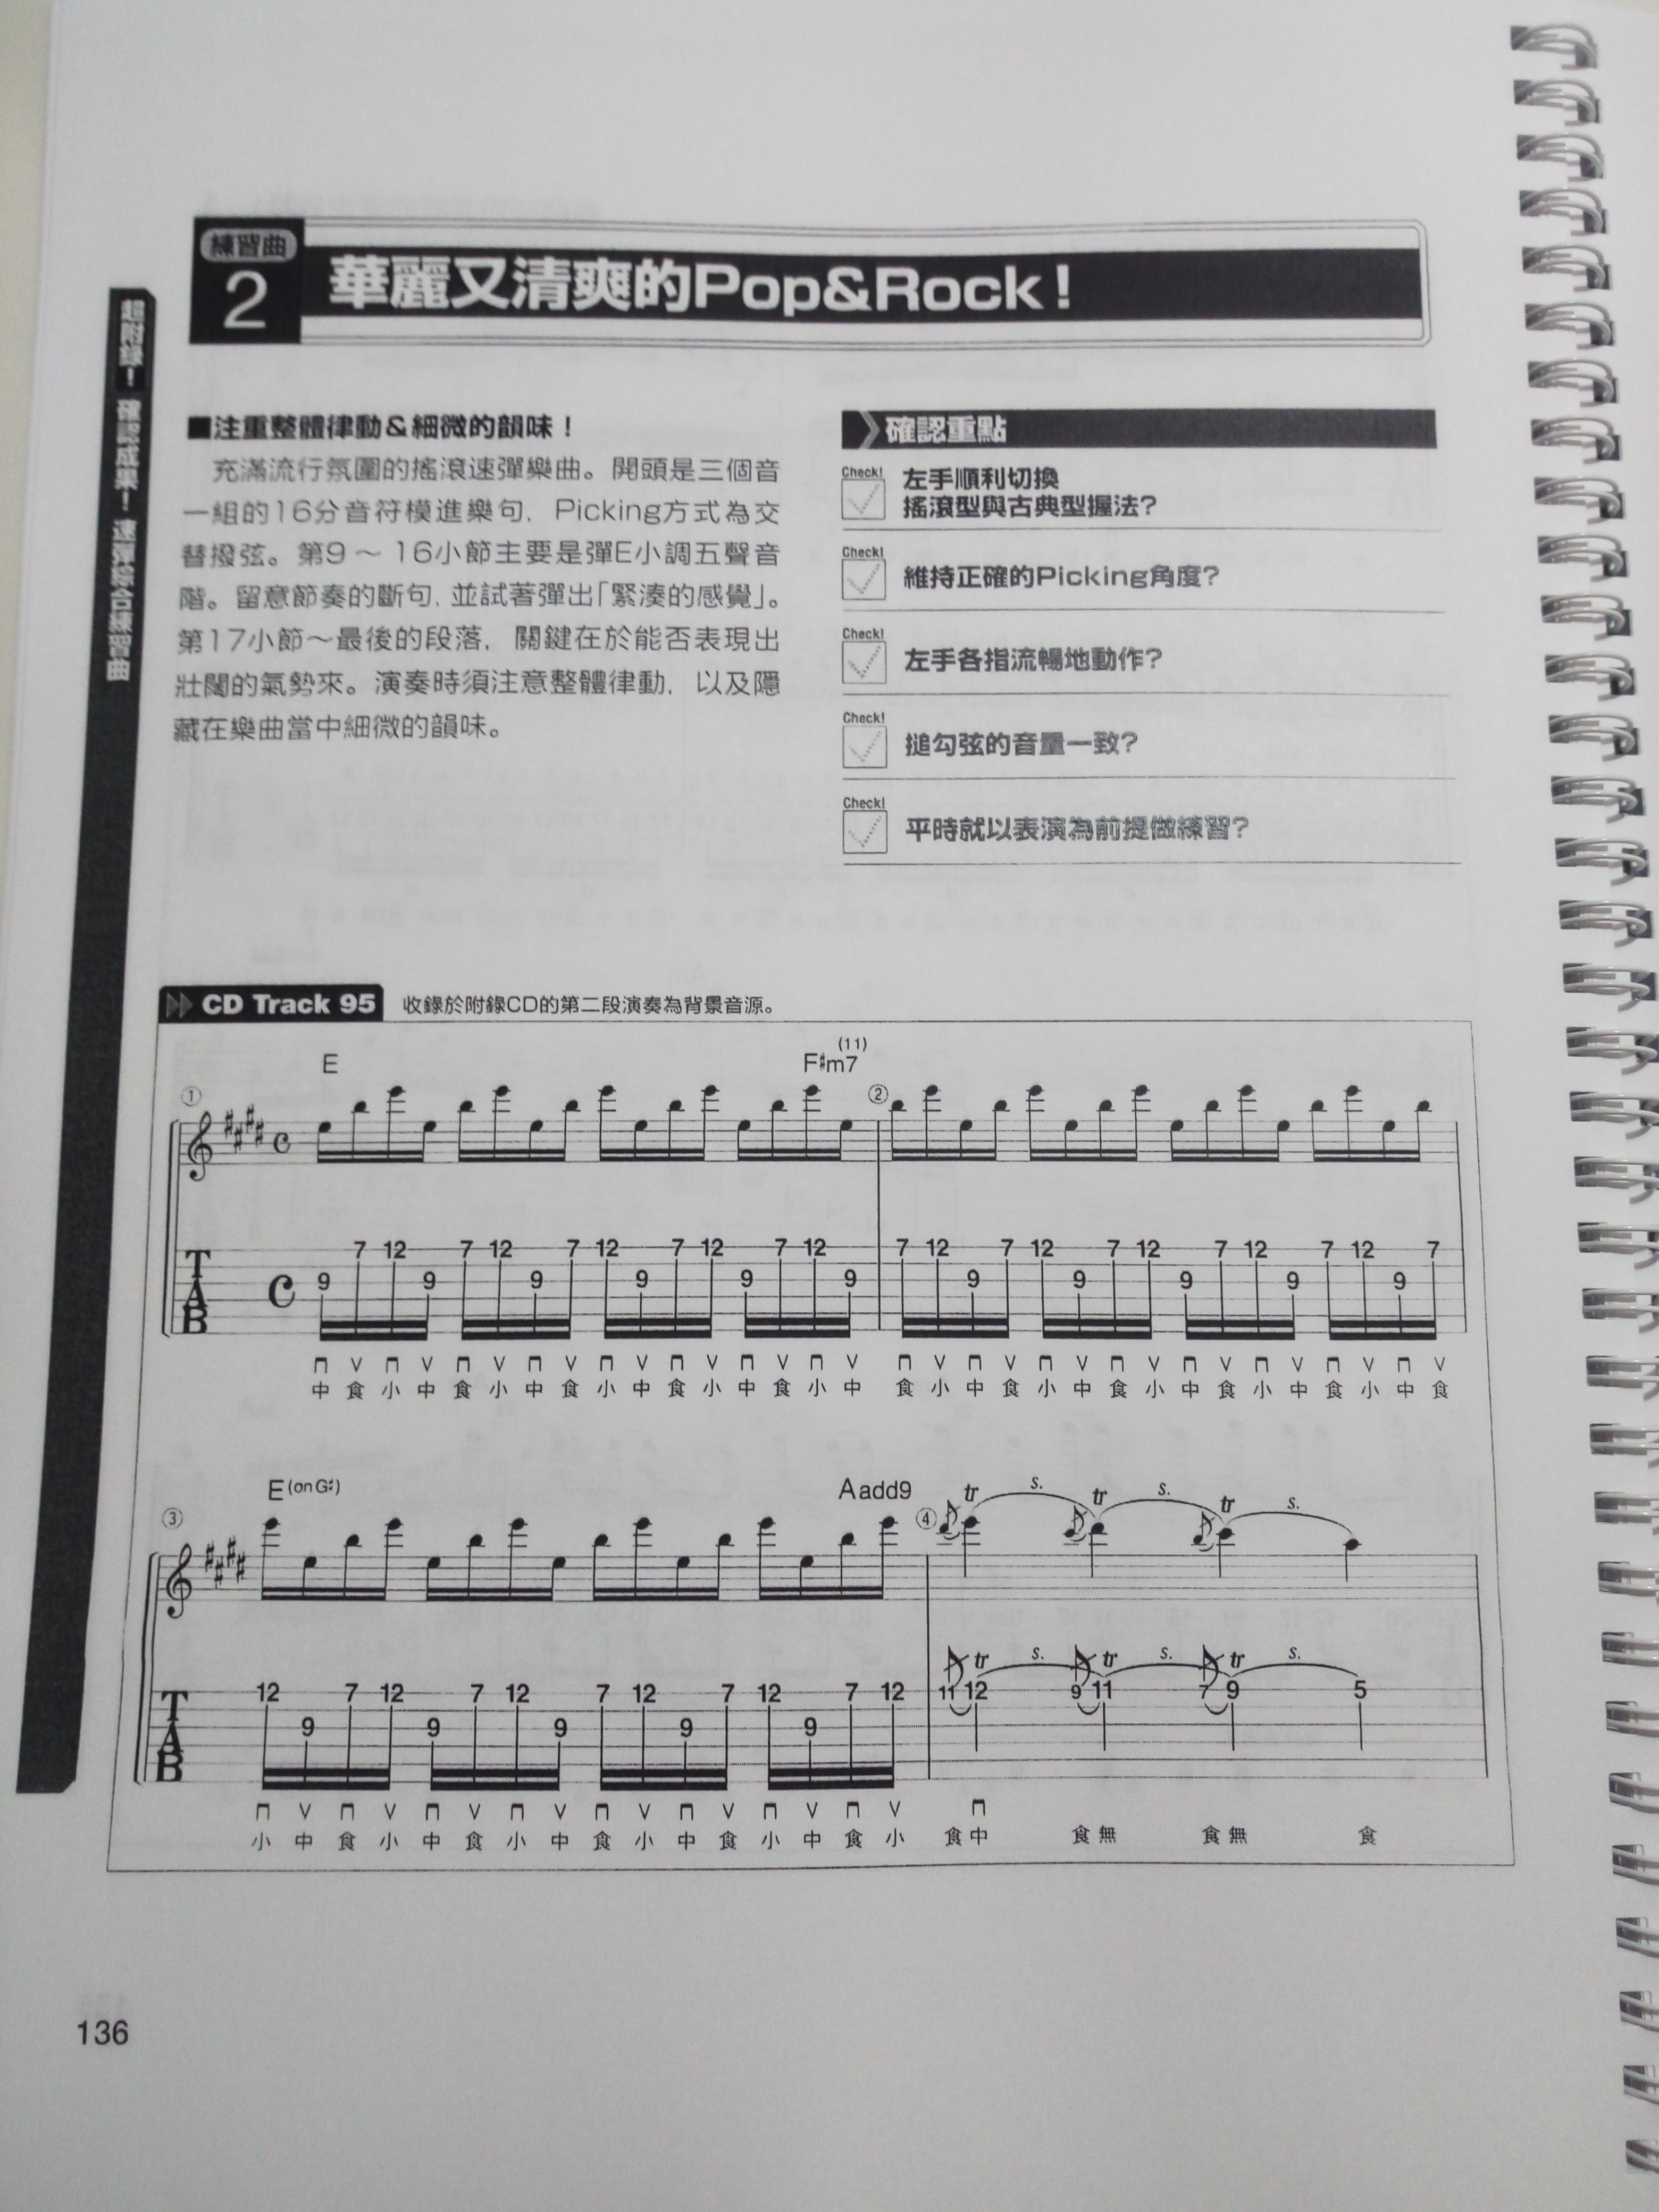 練習曲
2
華麗又清爽的Pop&Rock！
超附錄！ 確認成果！ 速彈綜合練習曲
■注重整體律動＆細微的韻味！
充滿流行氛圍的搖滾速彈樂曲。開頭是三個音
一組的16分音符模進樂句，Picking方式為交
替撥弦。第9～16小節主要是彈E小調五聲音
階。留意節奏的斷句，並試著彈出「緊湊的感覺」。
第17小節～最後的段落，關鍵在於能否表現出
壯闊的氣勢來。演奏時須注意整體律動，以及隱
藏在樂曲當中細微的韻味。
確認重點
Check!
左手順利切換
搖滾型與古典型握法?
Check!
維持正確的Picking角度?
Check!
左手各指流暢地動作?
Check!
搥勾弦的音量一致?
Check!
平時就以表演為前提做練習?
CD Track 95 收錄於附錄CD的第二段演奏為背景音源。
E F♯m7(11)
① ②
7 12 7 12 7 12 7 12 7 12 7 12 7 12 7 12 7 12 7 12 7
TAB C 9 9 9 9 9 9 9 9 9 9 9
中 食 小 中 食 小 中 食 小 中 食 小 中 食 小 中 食 小 中 食 小 中 食 小 中 食 小 中 食 小 中 食
E(onG♯) Aadd9
③ ④ tr s. tr s. tr s.
tr s. tr s. tr s.
12 7 12 7 12 7 12 7 12 7 12 11 12 9 11 7 9 5
TAB 9 9 9 9 9
小 中 食 小 中 食 小 中 食 小 中 食 小 中 食 小 食 中 食 無 食 無 食
136